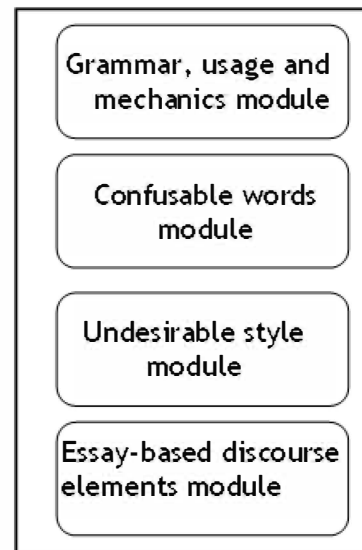 Grammar, usage and
mechanics module
Confusable words
module
Undesirable style
module
Essay-based discourse
elements module